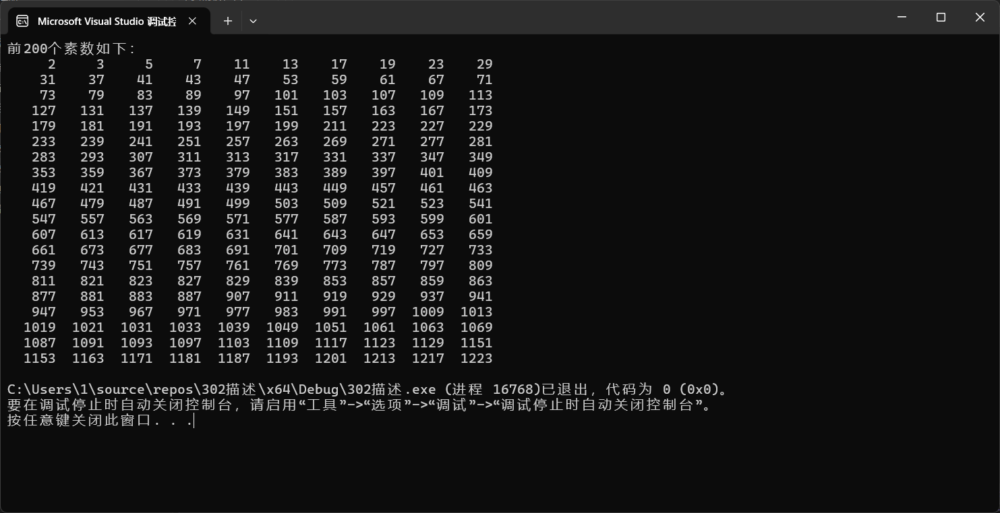 Microsoft Visual Studio 调试控
前200个素数如下：
2 3 5 7 11 13 17 19 23 29
31 37 41 43 47 53 59 61 67 71
73 79 83 89 97 101 103 107 109 113
127 131 137 139 149 151 157 163 167 173
179 181 191 193 197 199 211 223 227 229
233 239 241 251 257 263 269 271 277 281
283 293 307 311 313 317 331 337 347 349
353 359 367 373 379 383 389 397 401 409
419 421 431 433 439 443 449 457 461 463
467 479 487 491 499 503 509 521 523 541
547 557 563 569 571 577 587 593 599 601
607 613 617 619 631 641 643 647 653 659
661 673 677 683 691 701 709 719 727 733
739 743 751 757 761 769 773 787 797 809
811 821 823 827 829 839 853 857 859 863
877 881 883 887 907 911 919 929 937 941
947 953 967 971 977 983 991 997 1009 1013
1019 1021 1031 1033 1039 1049 1051 1061 1063 1069
1087 1091 1093 1097 1103 1109 1117 1123 1129 1151
1153 1163 1171 1181 1187 1193 1201 1213 1217 1223
C:\Users\1\source\repos\302描述\x64\Debug\302描述.exe (进程 16768)已退出，代码为 0 (0x0)。
要在调试停止时自动关闭控制台，请启用“工具”->“选项”->“调试”->“调试停止时自动关闭控制台”。
按任意键关闭此窗口. . .